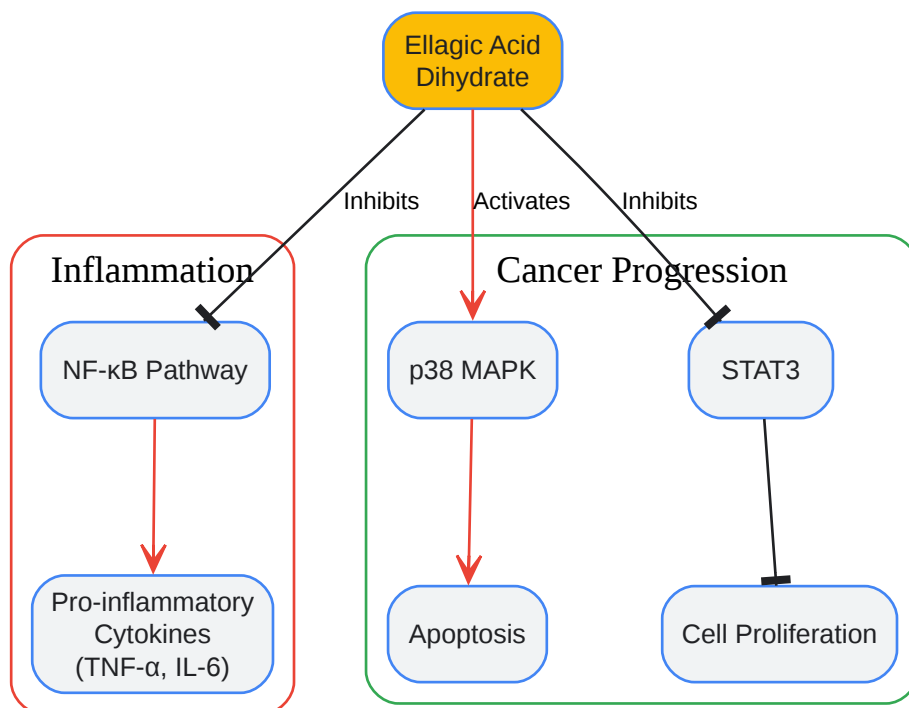 Ellagic Acid
Dihydrate
Inhibits
Activates
Inhibits
Inflammation
Cancer Progression
NF-κB Pathway
p38 MAPK
STAT3
Pro-inflammatory
Cytokines
(TNF-α, IL-6)
Apoptosis
Cell Proliferation